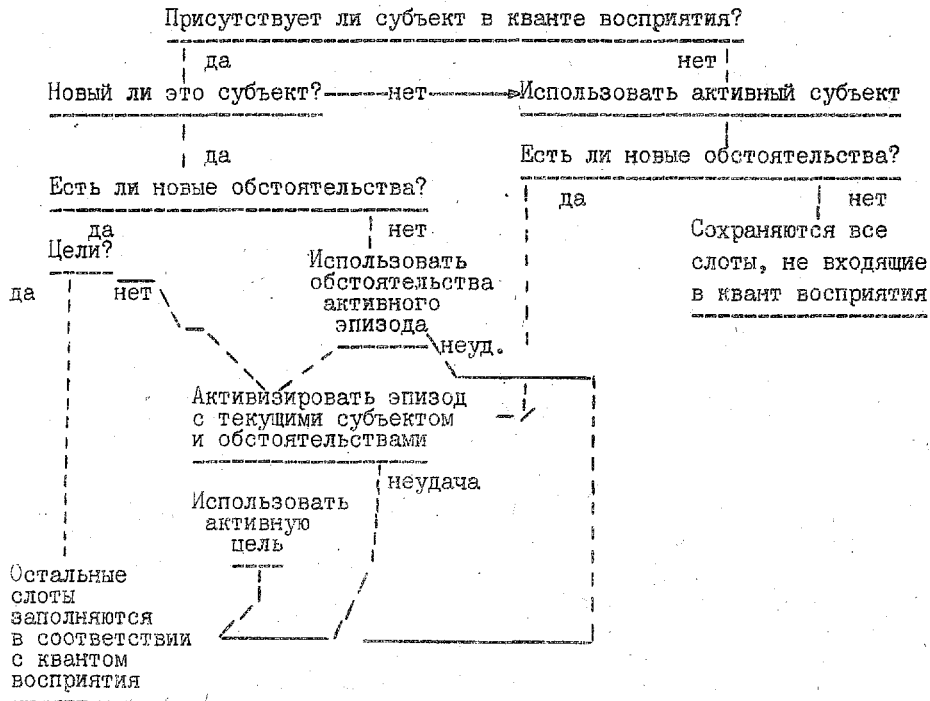 Присутствует ли субъект в кванте восприятия?
да нет
Новый ли это субъект? нет Использовать активный субъект
да Есть ли новые обстоятельства?
Есть ли новые обстоятельства? да нет
да нет Сохраняются все
Цели? Использовать слоты, не входящие
да нет обстоятельства в квант восприятия
активного
эпизода
неуд.
Активизировать эпизод
с текущими субъектом
и обстоятельствами
неудача
Использовать
активную
цель
Остальные
слоты
заполняются
в соответствии
с квантом
восприятия